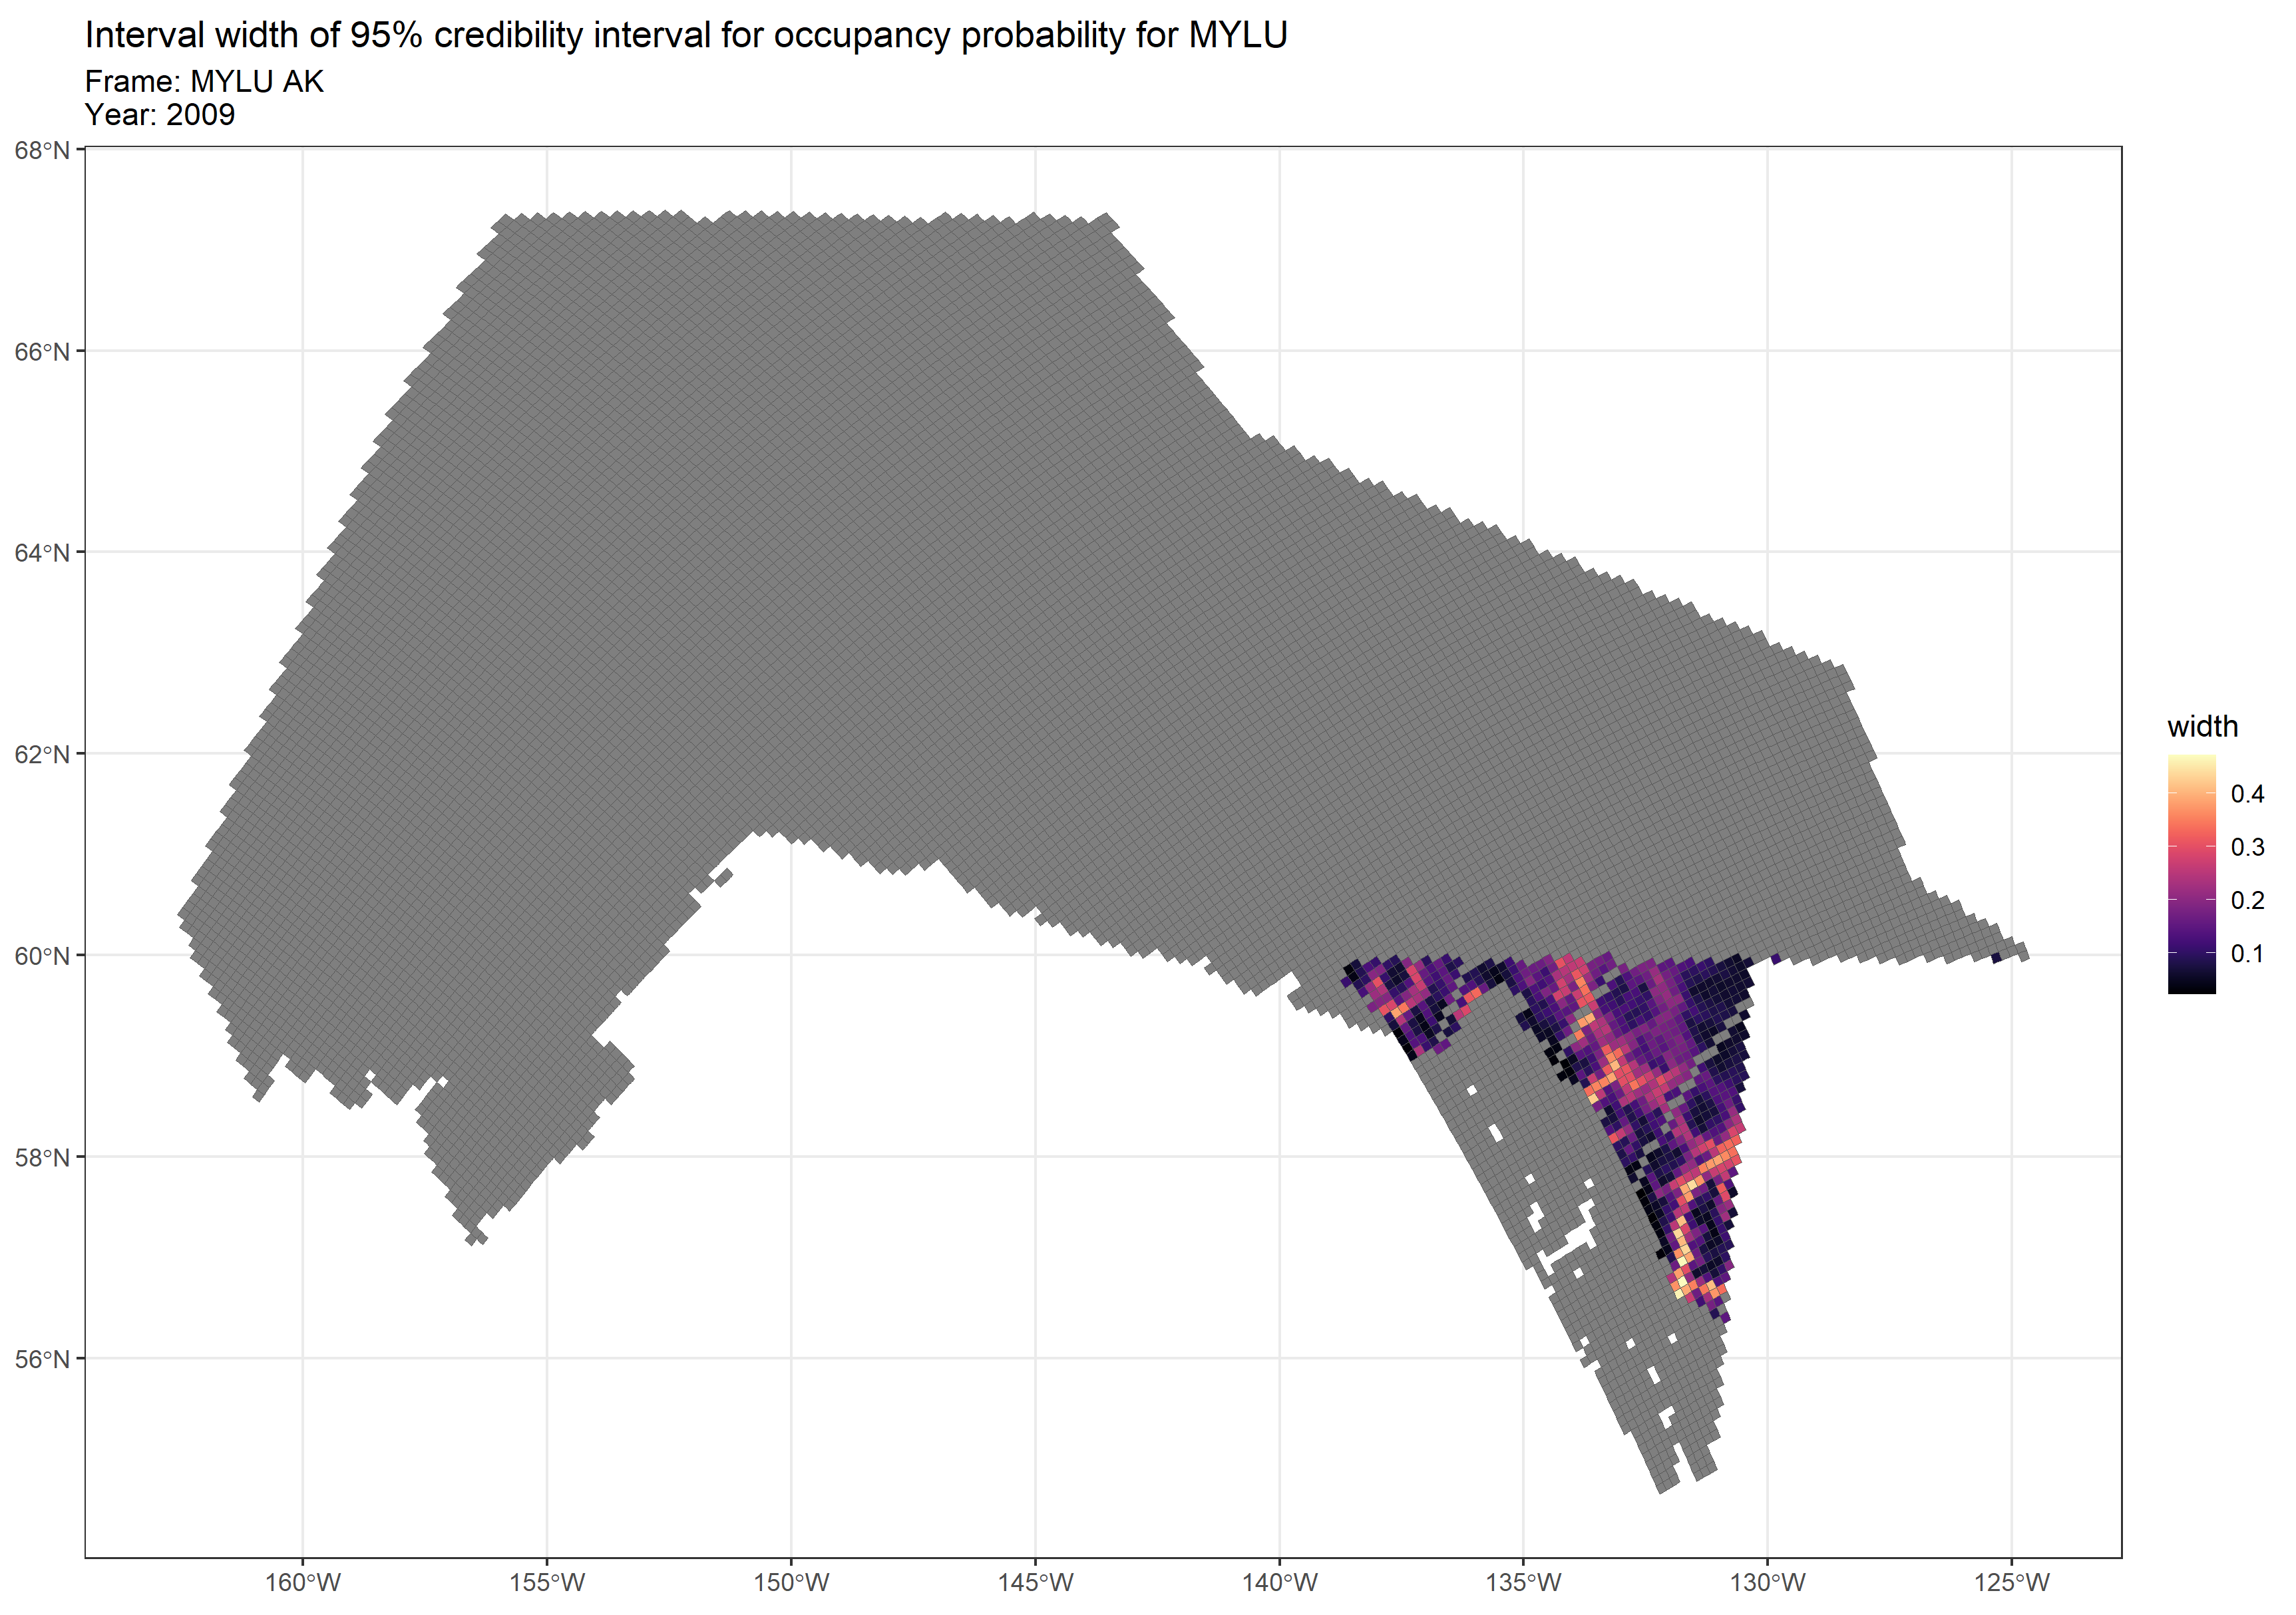 Interval width of 95% credibility interval for occupancy probability for MYLU
Frame: MYLU AK
Year: 2009
68°N
66°N
64°N
62°N
60°N
58°N
56°N
160°W
155°W
150°W
145°W
140°W
135°W
130°W
125°W
width
0.4
0.3
0.2
0.1